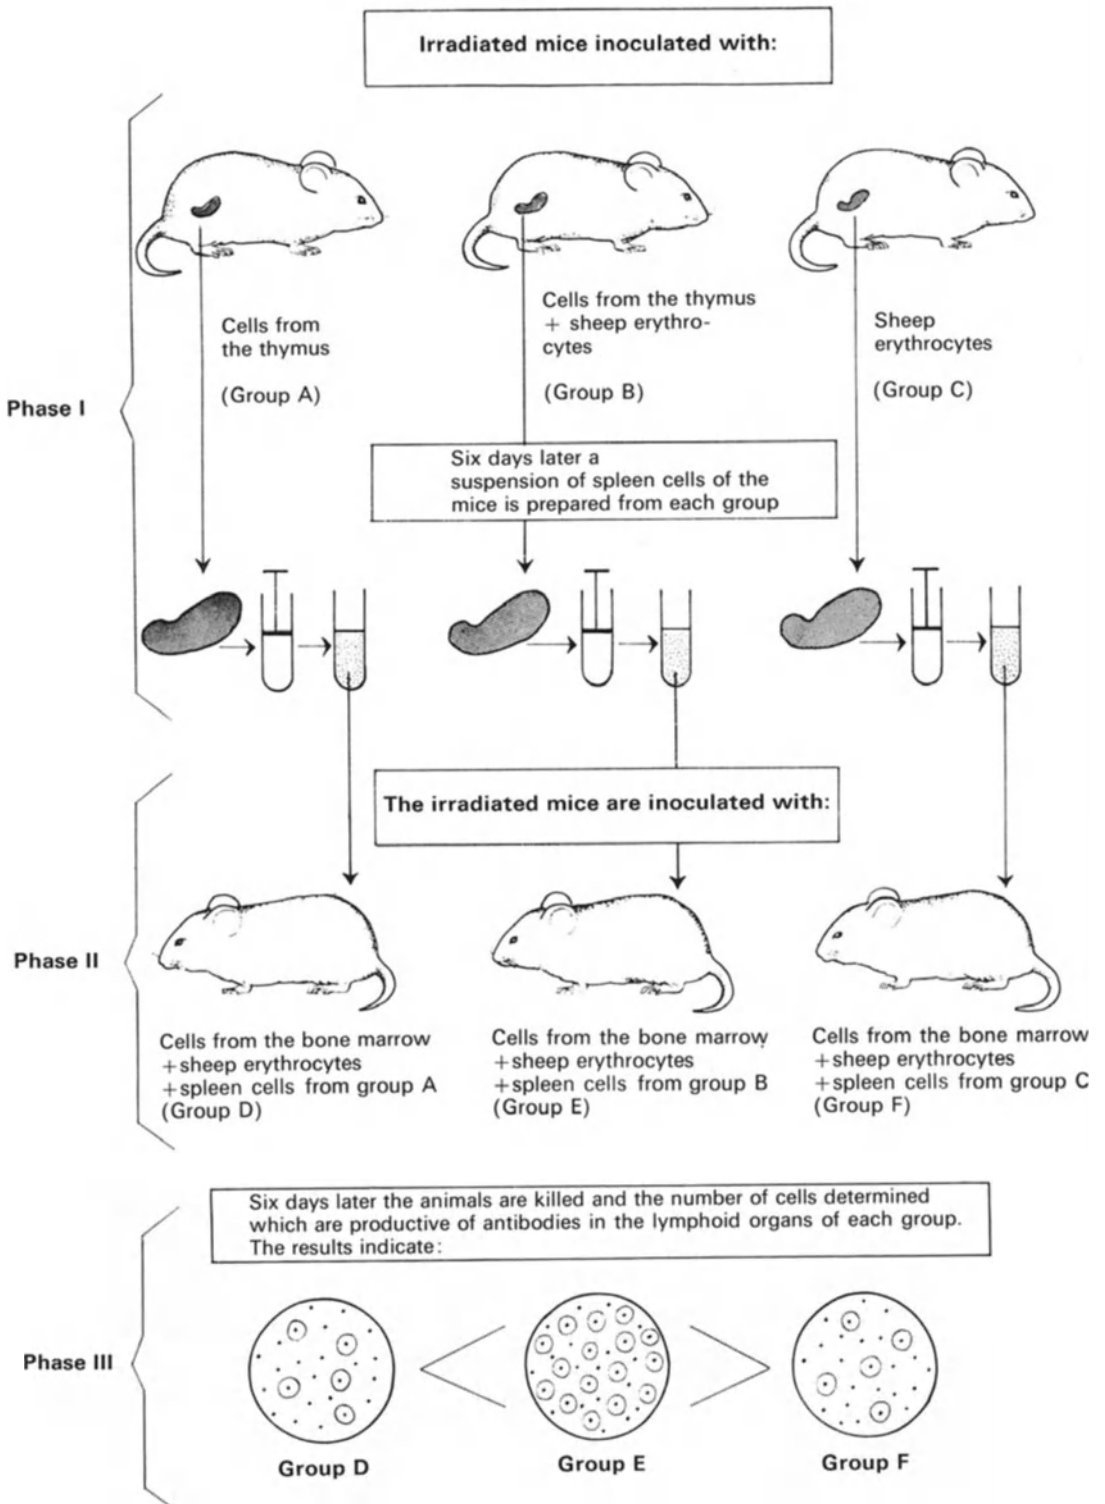 Irradiated mice inoculated with:
Phase I
Cells from
the thymus
(Group A)
Cells from the thymus
+ sheep erythro-
cytes
(Group B)
Sheep
erythrocytes
(Group C)
Six days later a
suspension of spleen cells of the
mice is prepared from each group
Phase II
The irradiated mice are inoculated with:
Cells from the bone marrow
+sheep erythrocytes
+spleen cells from group A
(Group D)
Cells from the bone marrow
+sheep erythrocytes
+spleen cells from group B
(Group E)
Cells from the bone marrow
+sheep erythrocytes
+spleen cells from group C
(Group F)
Phase III
Six days later the animals are killed and the number of cells determined
which are productive of antibodies in the lymphoid organs of each group.
The results indicate:
Group D
Group E
Group F